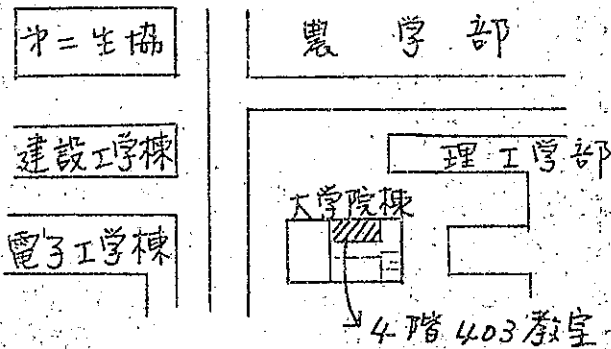 才二生協
農学部
建設工学棟
理工学部
大学院棟
電子工学棟
4階403教室